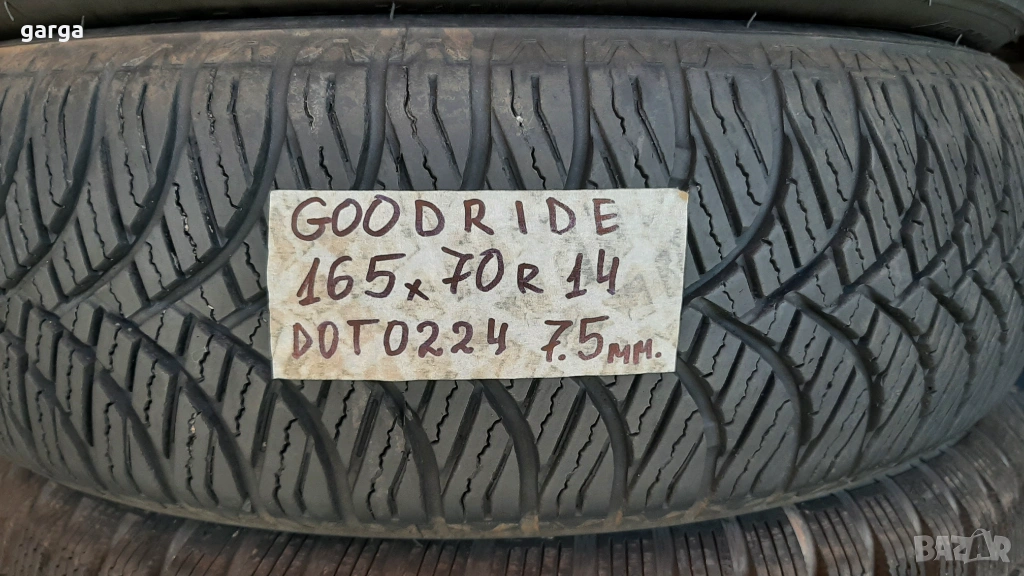 garga
GOODRIDE
165x70R14
DOT0224 7.5мм.
BAZAR